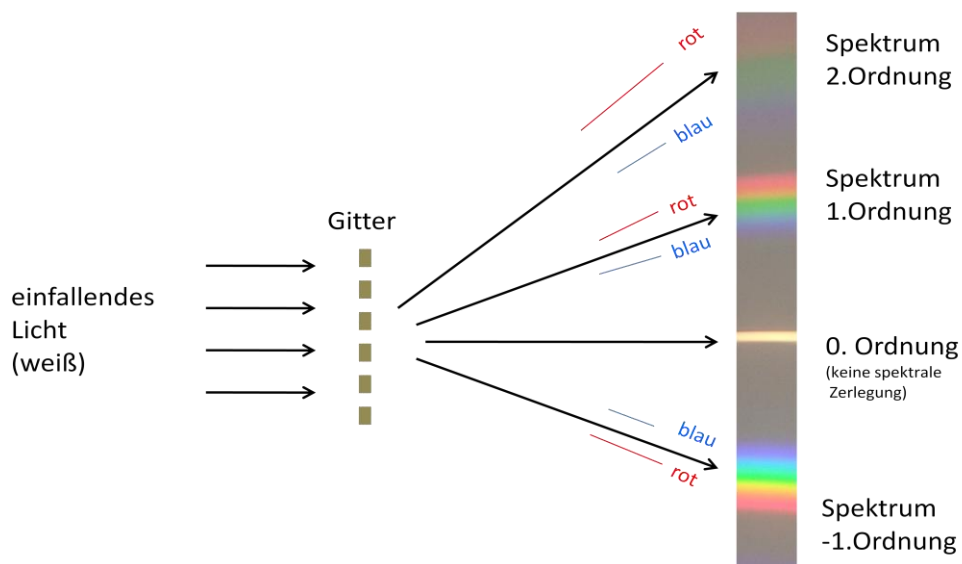 rot
Spektrum
2.Ordnung
blau
Spektrum
1.Ordnung
rot
blau
Gitter
einfallendes
Licht
(weiß)
0. Ordnung
(keine spektrale
Zerlegung)
blau
rot
Spektrum
-1.Ordnung